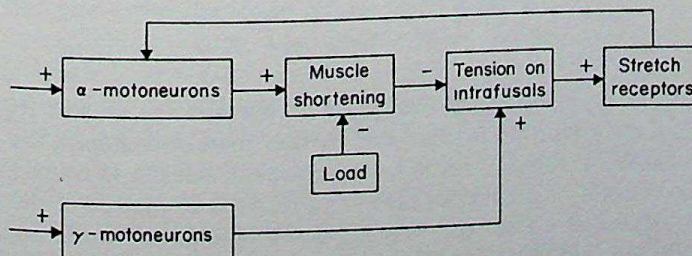 +
α-motoneurons
+
Muscle
shortening
-
Tension on
intrafusals
+
Stretch
receptors
-
Load
+
+
γ-motoneurons